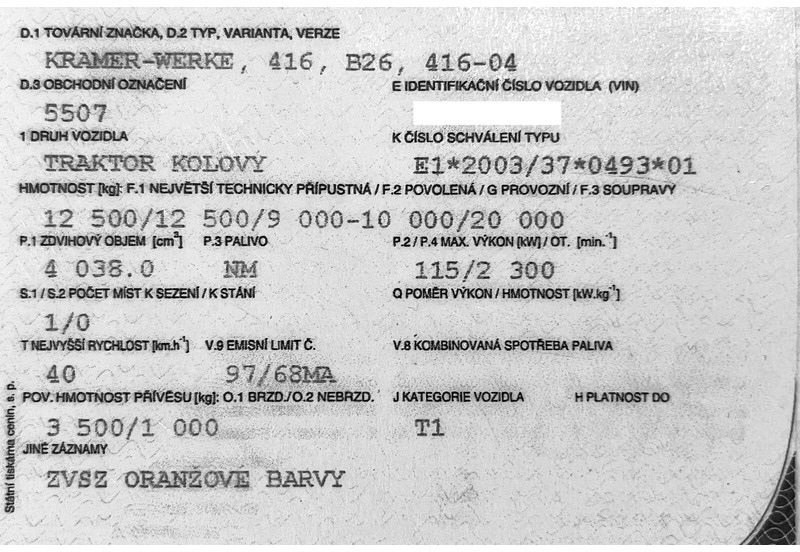 D.1 TOVÁRNÍ ZNAČKA, D.2 TYP, VARIANTA, VERZE
KRAMER-WERKE, 416, B26, 416-04
D.3 OBCHODNÍ OZNAČENÍ E IDENTIFIKAČNÍ ČÍSLO VOZIDLA (VIN)
5507
1 DRUH VOZIDLA K ČÍSLO SCHVÁLENÍ TYPU
TRAKTOR KOLOVÝ E1*2003/37*0493*01
HMOTNOST [kg]: F.1 NEJVĚTŠÍ TECHNICKY PŘÍPUSTNÁ / F.2 POVOLENÁ / G PROVOZNÍ / F.3 SOUPRAVY
12 500/12 500/9 000-10 000/20 000
P.1 ZDVIHOVÝ OBJEM [cm³] P.3 PALIVO P.2 / P.4 MAX. VÝKON [kW] / OT. [min.⁻¹]
4 038.0 NM 115/2 300
S.1 / S.2 POČET MÍST K SEZENÍ / K STÁNÍ Q POMĚR VÝKON / HMOTNOST [kW.kg⁻¹]
1/0
T NEJVYŠŠÍ RYCHLOST [km.h⁻¹] V.9 EMISNÍ LIMIT Č. V.8 KOMBINOVANÁ SPOTŘEBA PALIVA
40 97/68MA
POV. HMOTNOST PŘÍVĚSU [kg]: O.1 BRZD./O.2 NEBRZD. J KATEGORIE VOZIDLA H PLATNOST DO
3 500/1 000 T1
JINÉ ZÁZNAMY
ZVSZ ORANŽOVÉ BARVY
Státní tiskárna cenin, s. p.